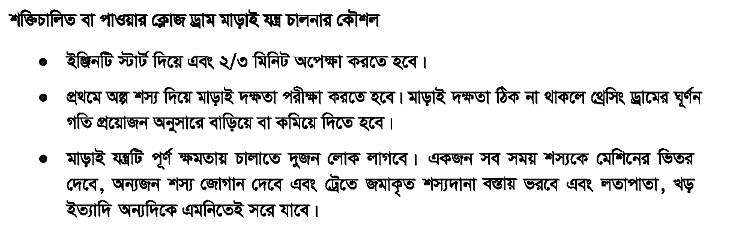 শক্তিচালিত বা পাওয়ার ক্লোজ ড্রাম মাড়াই যন্ত্র চালনার কৌশল
● ইঞ্জিনটি স্টার্ট দিয়ে এবং ২/৩ মিনিট অপেক্ষা করতে হবে।
● প্রথমে অল্প শস্য দিয়ে মাড়াই দক্ষতা পরীক্ষা করতে হবে। মাড়াই দক্ষতা ঠিক না থাকলে থ্রেসিং ড্রামের ঘূর্ণন
গতি প্রয়োজন অনুসারে বাড়িয়ে বা কমিয়ে দিতে হবে।
● মাড়াই যন্ত্রটি পূর্ণ ক্ষমতায় চালাতে দুজন লোক লাগবে। একজন সব সময় শস্যকে মেশিনের ভিতর
দেবে, অন্যজন শস্য জোগান দেবে এবং ট্রেতে জমাকৃত শস্যদানা বস্তায় ভরবে এবং লতাপাতা, খড়
ইত্যাদি অন্যদিকে এমনিতেই সরে যাবে।